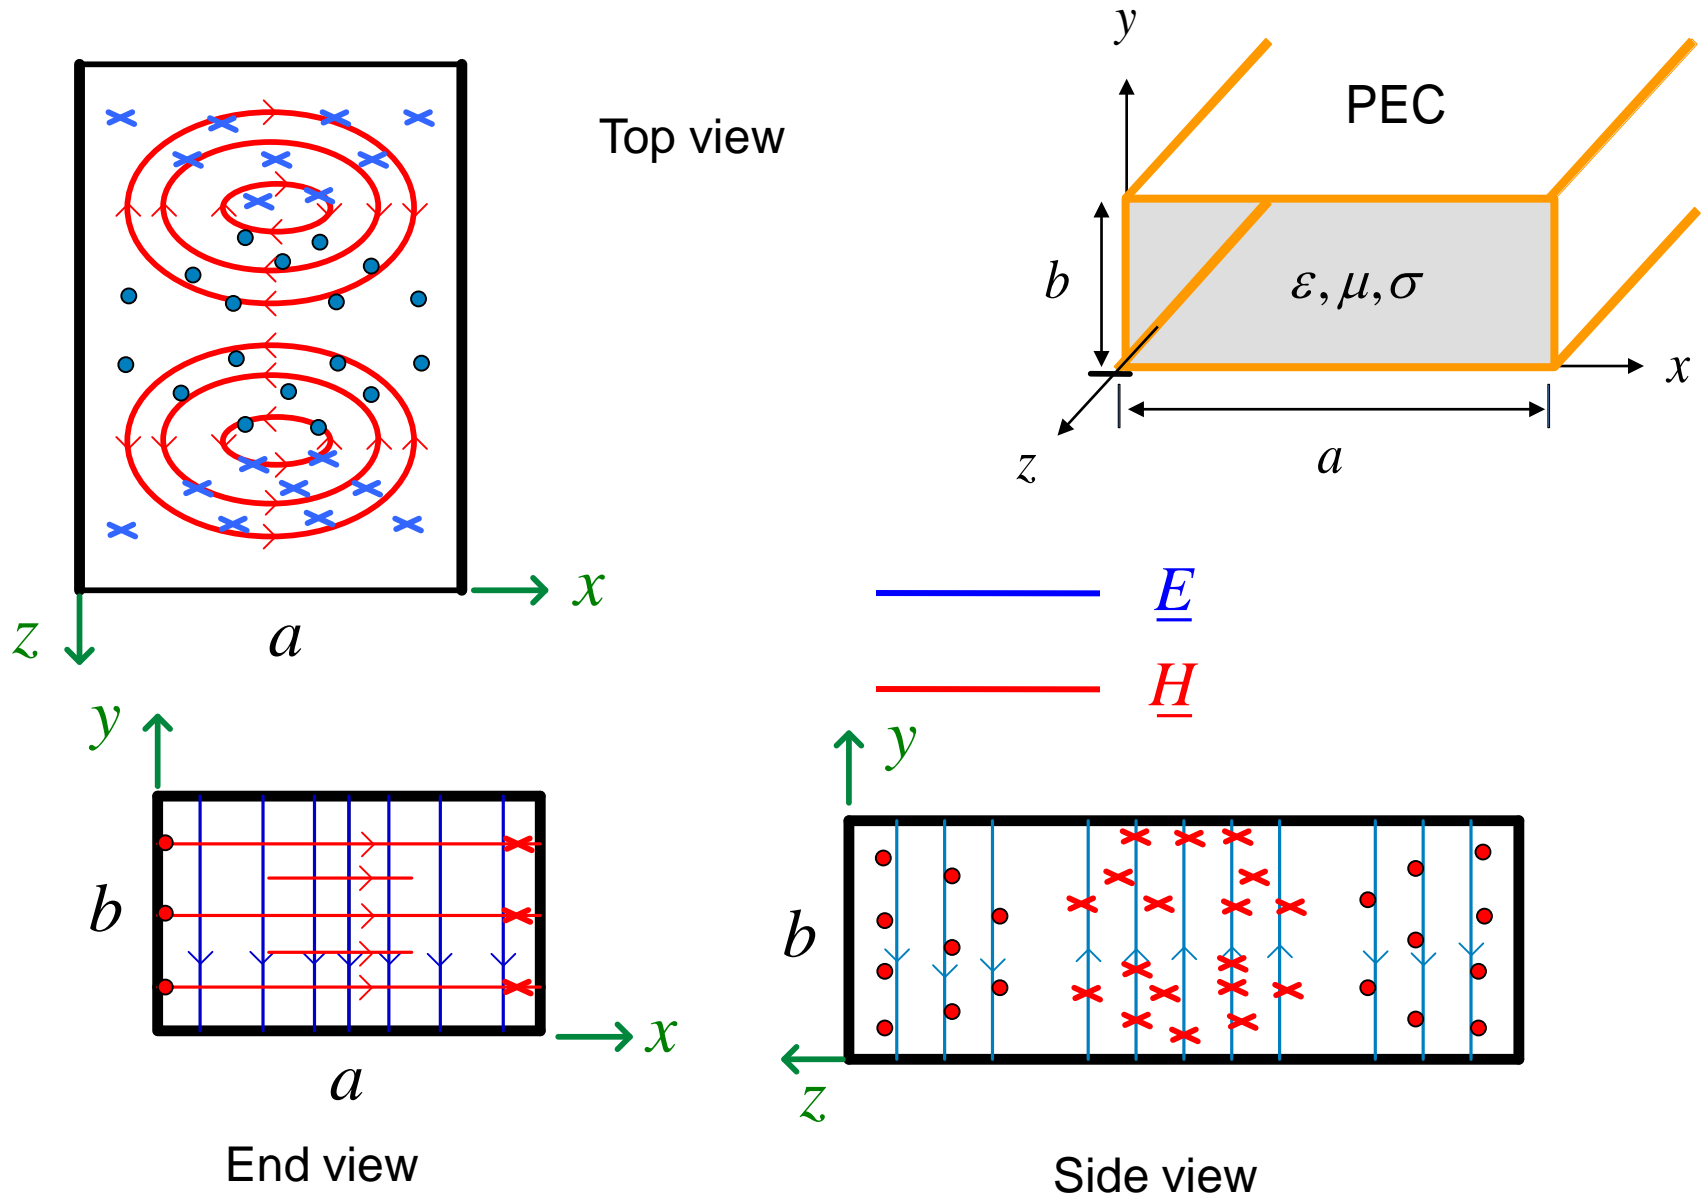 y
PEC
Top view
b
ε, μ, σ
x
z
a
x
z
a
E
H
y
b
x
a
End view
y
b
z
Side view